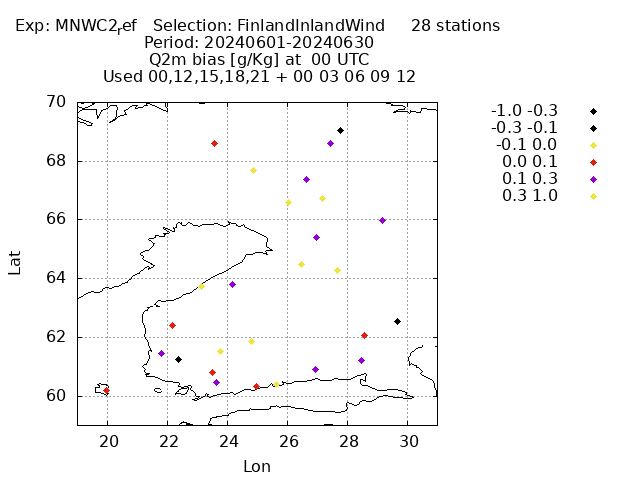 Exp: MNWC2ref   Selection: FinlandInlandWind     28 stations
Period: 20240601-20240630
Q2m bias [g/Kg] at  00 UTC
Used 00,12,15,18,21 + 00 03 06 09 12
-1.0 -0.3
-0.3 -0.1
-0.1 0.0
0.0 0.1
0.1 0.3
0.3 1.0
70
68
66
64
62
60
Lat
20 22 24 26 28 30
Lon